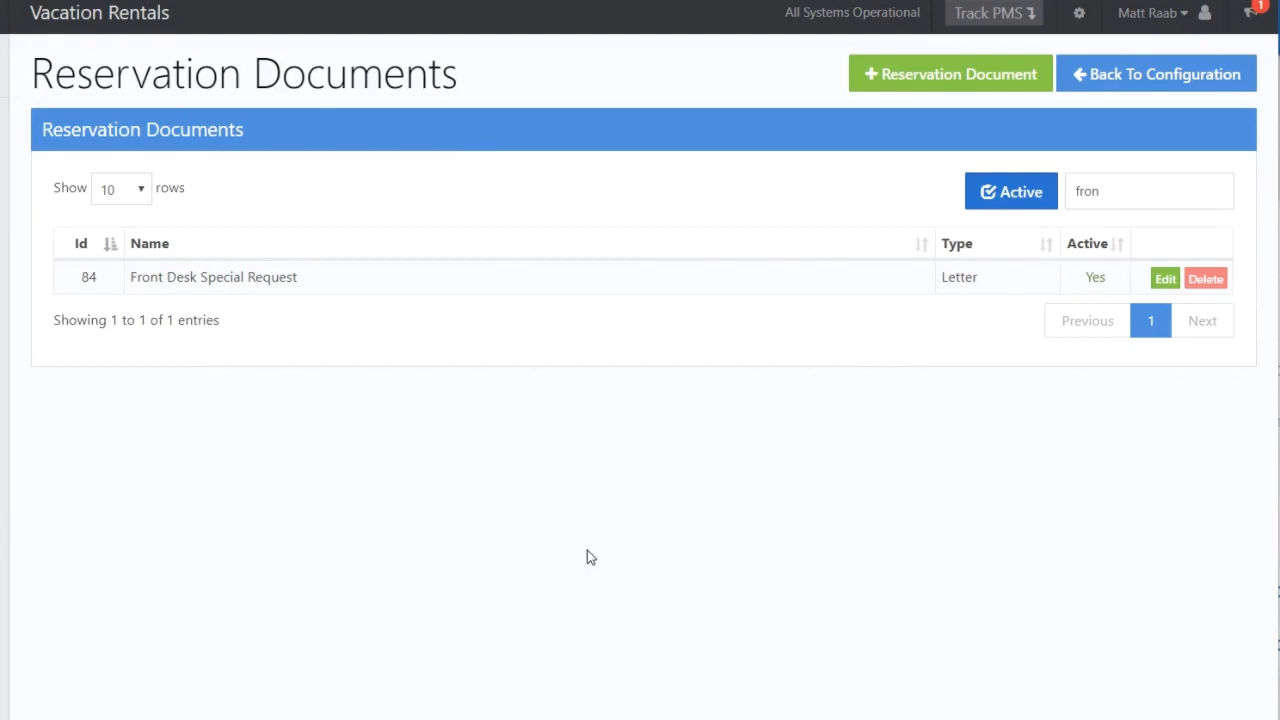 Vacation Rentals All Systems Operational Track PMS Matt Raab 1
Reservation Documents Reservation Document Back To Configuration
Reservation Documents
Show 10 rows Active fron
Id Name Type Active
84 Front Desk Special Request Letter Yes Edit Delete
Showing 1 to 1 of 1 entries Previous 1 Next